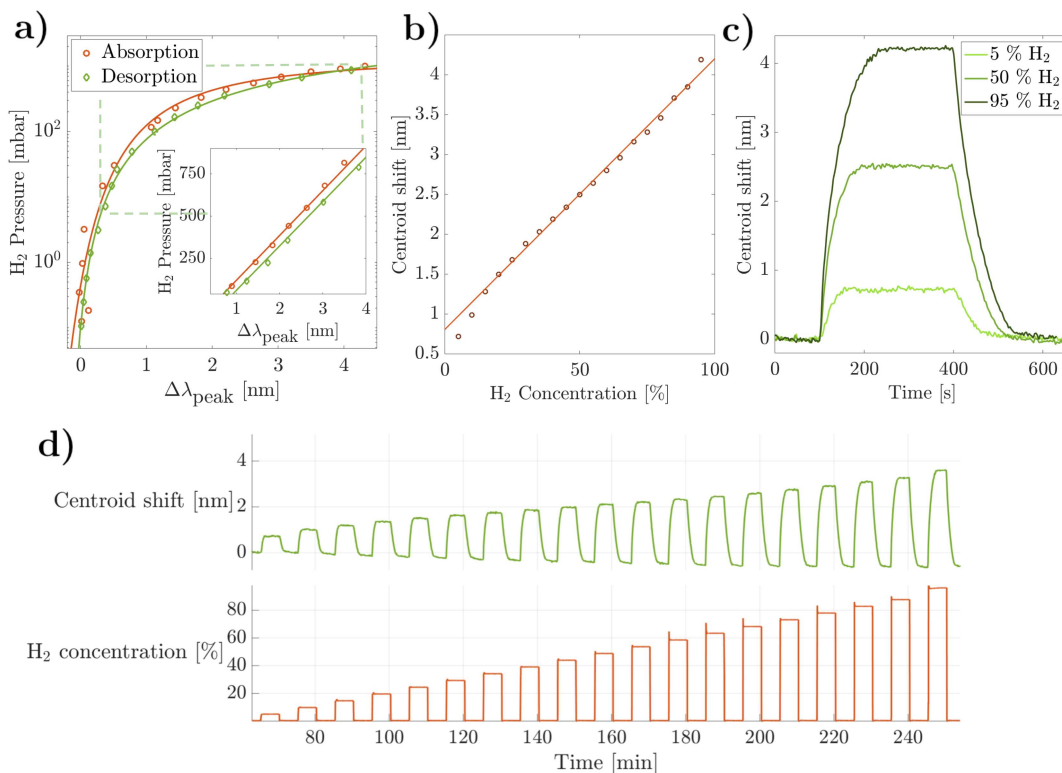 a)
Absorption
Desorption
H₂ Pressure [mbar]
10²
10⁰
0 1 2 3 4
Δλpeak [nm]
H₂ Pressure [mbar]
750
500
250
1 2 3 4
Δλpeak [nm]
b)
Centroid shift [nm]
4
3.5
3
2.5
2
1.5
1
0.5
0 50 100
H₂ Concentration [%]
c)
5 % H₂
50 % H₂
95 % H₂
Centroid shift [nm]
4
3
2
1
0
0 200 400 600
Time [s]
d)
Centroid shift [nm]
4
2
0
H₂ concentration [%]
80
60
40
20
80 100 120 140 160 180 200 220 240
Time [min]